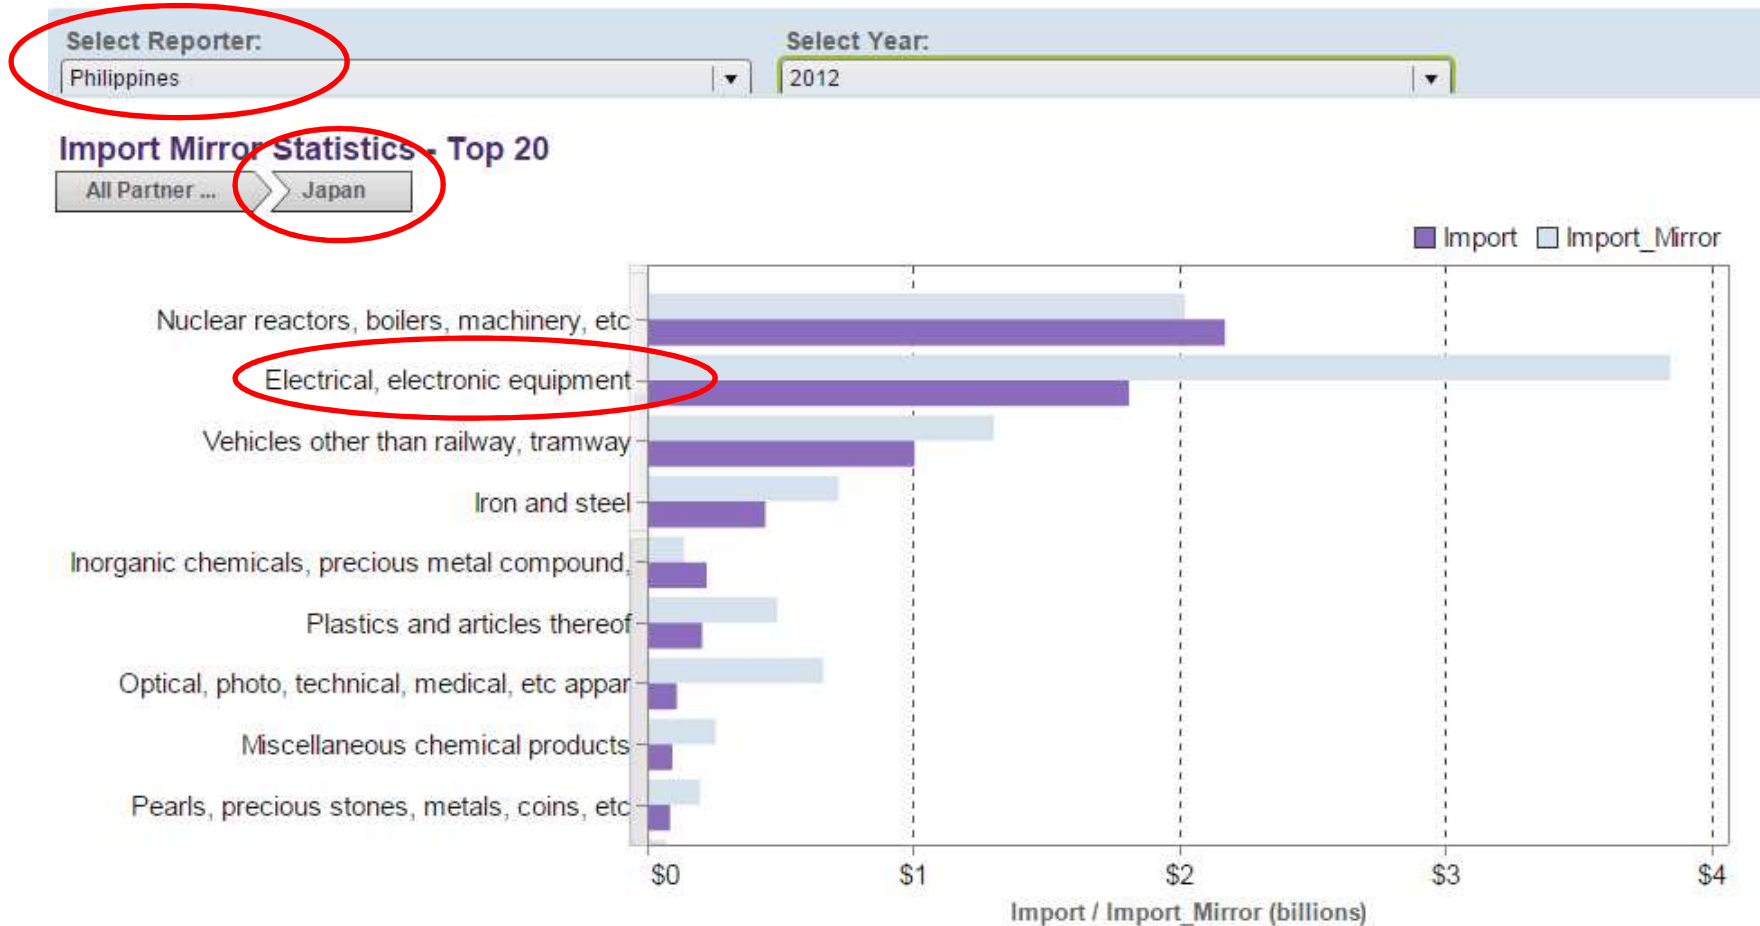 Select Reporter:
Select Year:
Philippines
2012
Import Mirror Statistics - Top 20
All Partner ...
Japan
Import
Import_Mirror
Nuclear reactors, boilers, machinery, etc
Electrical, electronic equipment
Vehicles other than railway, tramway
Iron and steel
Inorganic chemicals, precious metal compound,
Plastics and articles thereof
Optical, photo, technical, medical, etc appar
Miscellaneous chemical products
Pearls, precious stones, metals, coins, etc
$0 $1 $2 $3 $4
Import / Import_Mirror (billions)